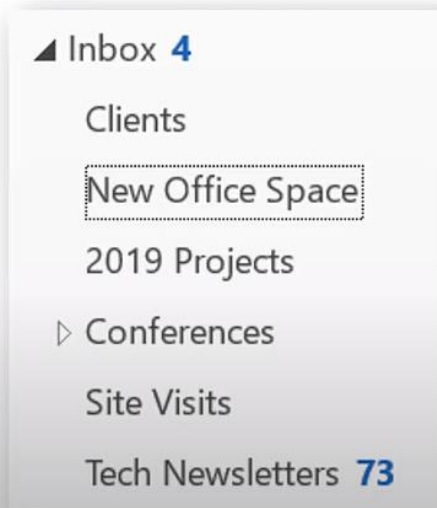 Inbox 4
Clients
New Office Space
2019 Projects
Conferences
Site Visits
Tech Newsletters 73